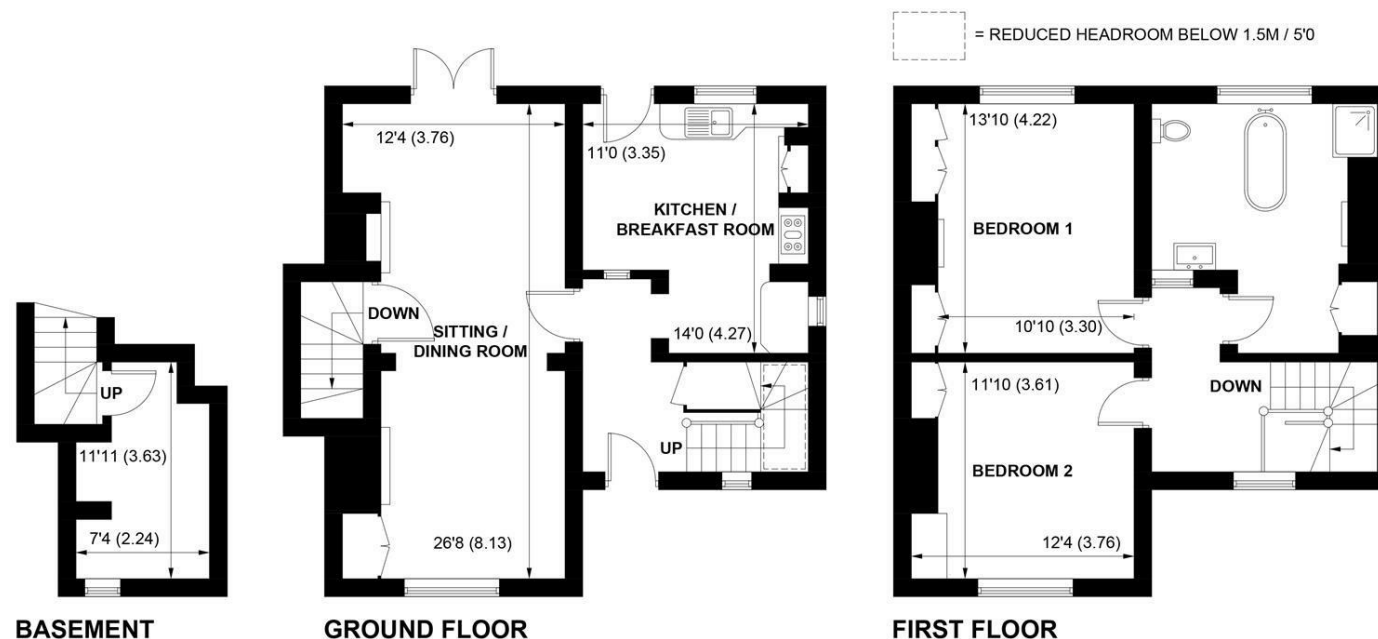 = REDUCED HEADROOM BELOW 1.5M / 5'0
UP
11'11 (3.63)
7'4 (2.24)
BASEMENT
12'4 (3.76)
11'0 (3.35)
KITCHEN /
BREAKFAST ROOM
DOWN
SITTING /
DINING ROOM
14'0 (4.27)
UP
26'8 (8.13)
GROUND FLOOR
13'10 (4.22)
BEDROOM 1
10'10 (3.30)
11'10 (3.61)
DOWN
BEDROOM 2
12'4 (3.76)
FIRST FLOOR